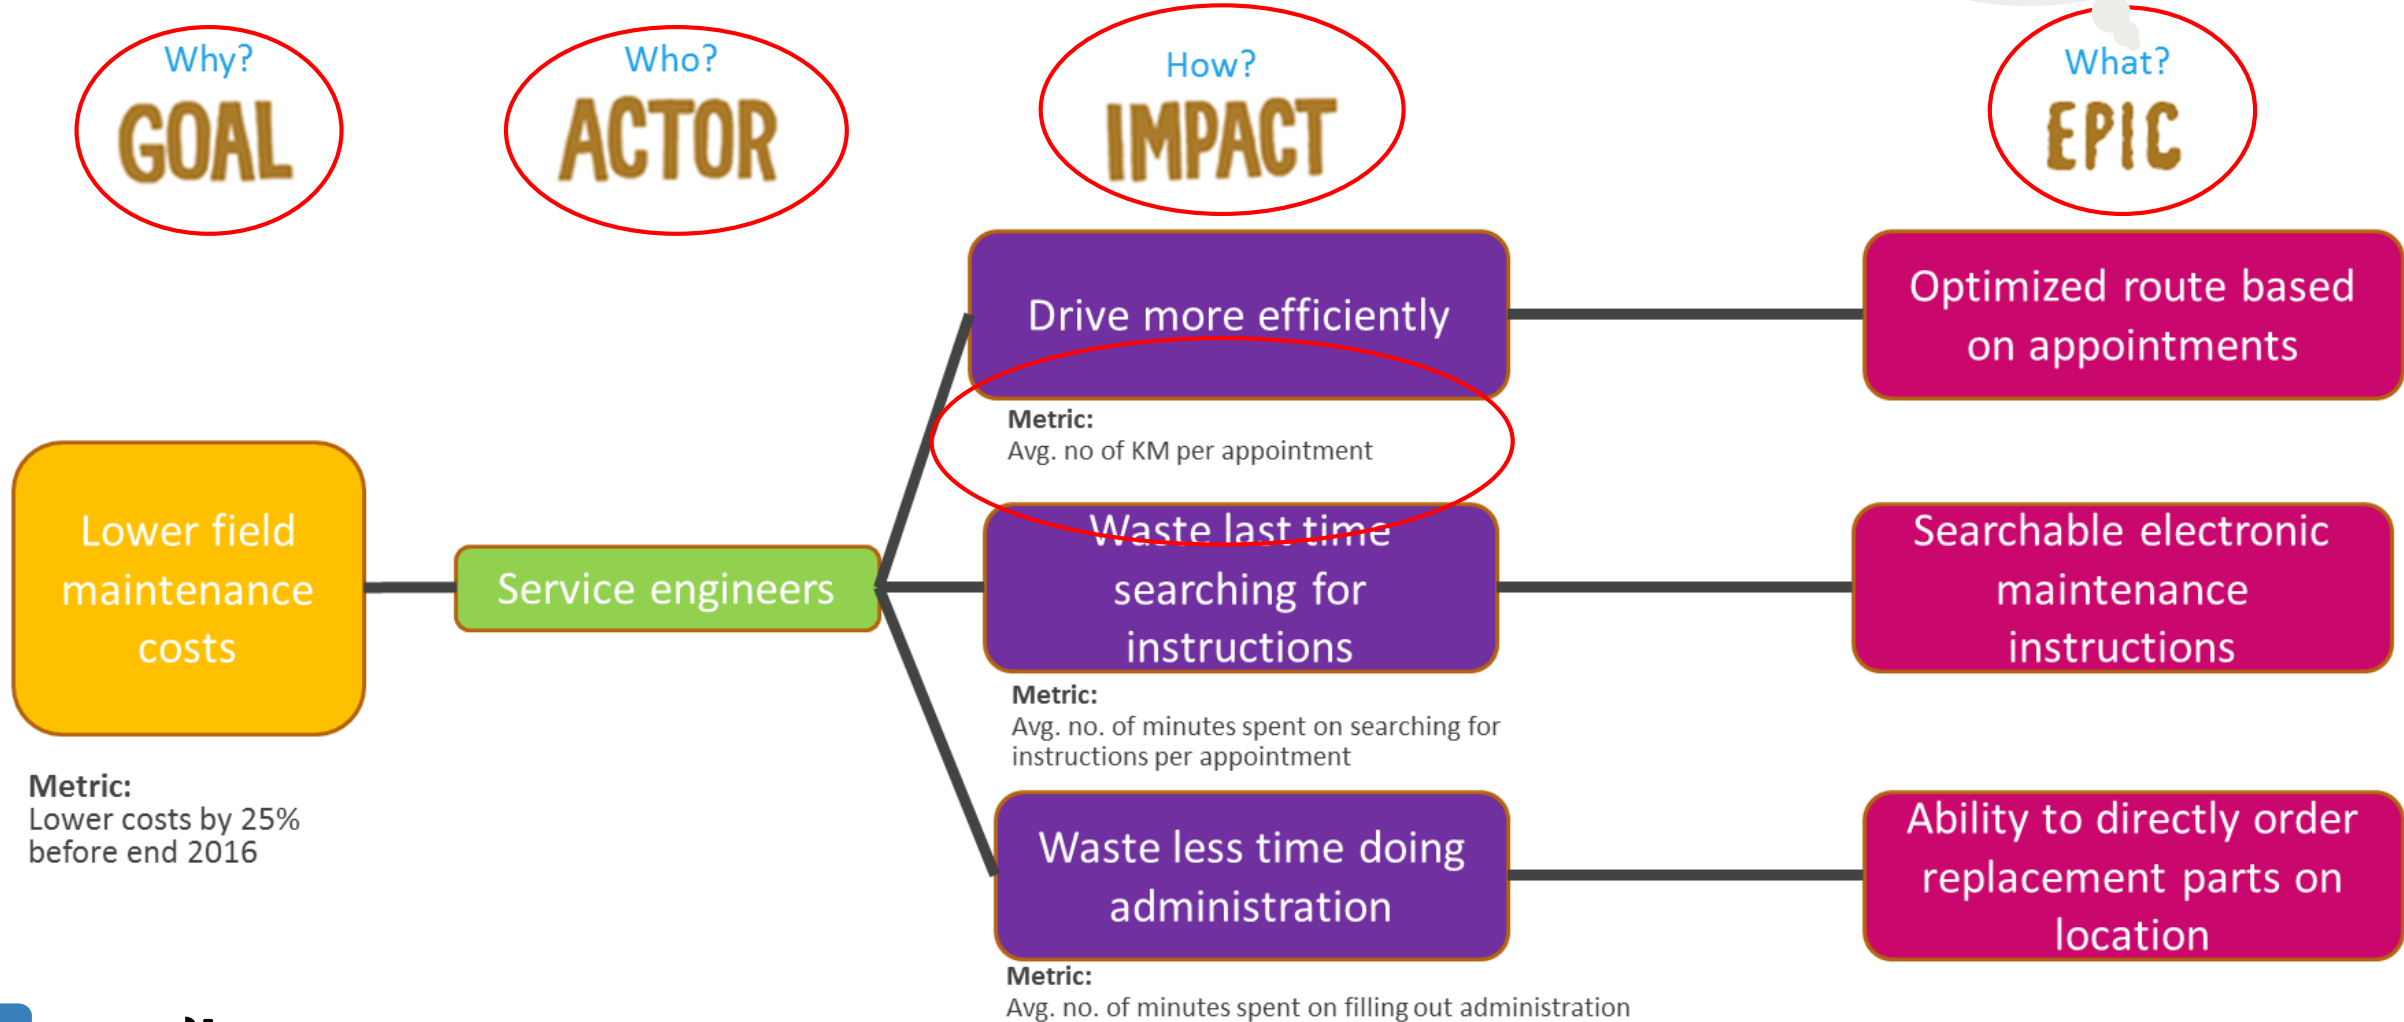 Why?
GOAL
Who?
ACTOR
How?
IMPACT
What?
EPIC
Lower field
maintenance
costs
Metric:
Lower costs by 25%
before end 2016
Service engineers
Drive more efficiently
Metric:
Avg. no of KM per appointment
Waste last time
searching for
instructions
Metric:
Avg. no. of minutes spent on searching for
instructions per appointment
Waste less time doing
administration
Metric:
Avg. no. of minutes spent on filling out administration
Optimized route based
on appointments
Searchable electronic
maintenance
instructions
Ability to directly order
replacement parts on
location